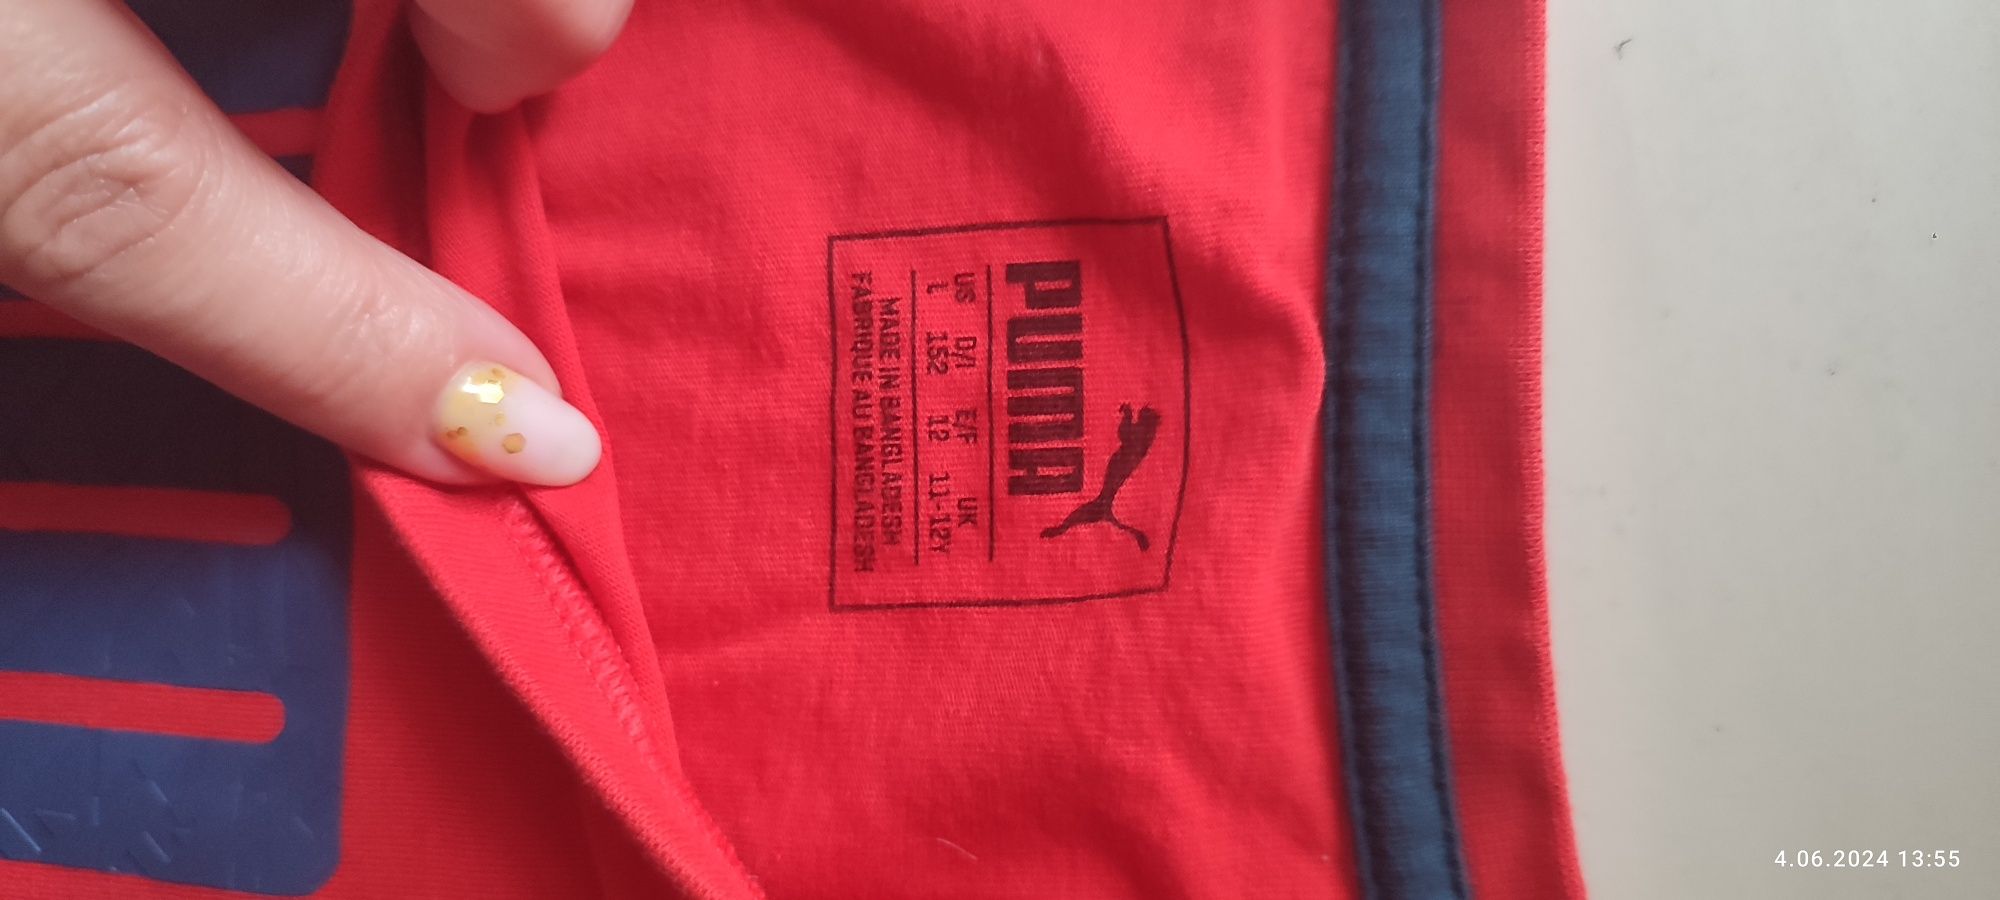 PUMA
US D/I E/F UK
L 152 12 11-12Y
MADE IN BANGLADESH
FABRIQUE AU BANGLADESH
4.06.2024 13:55